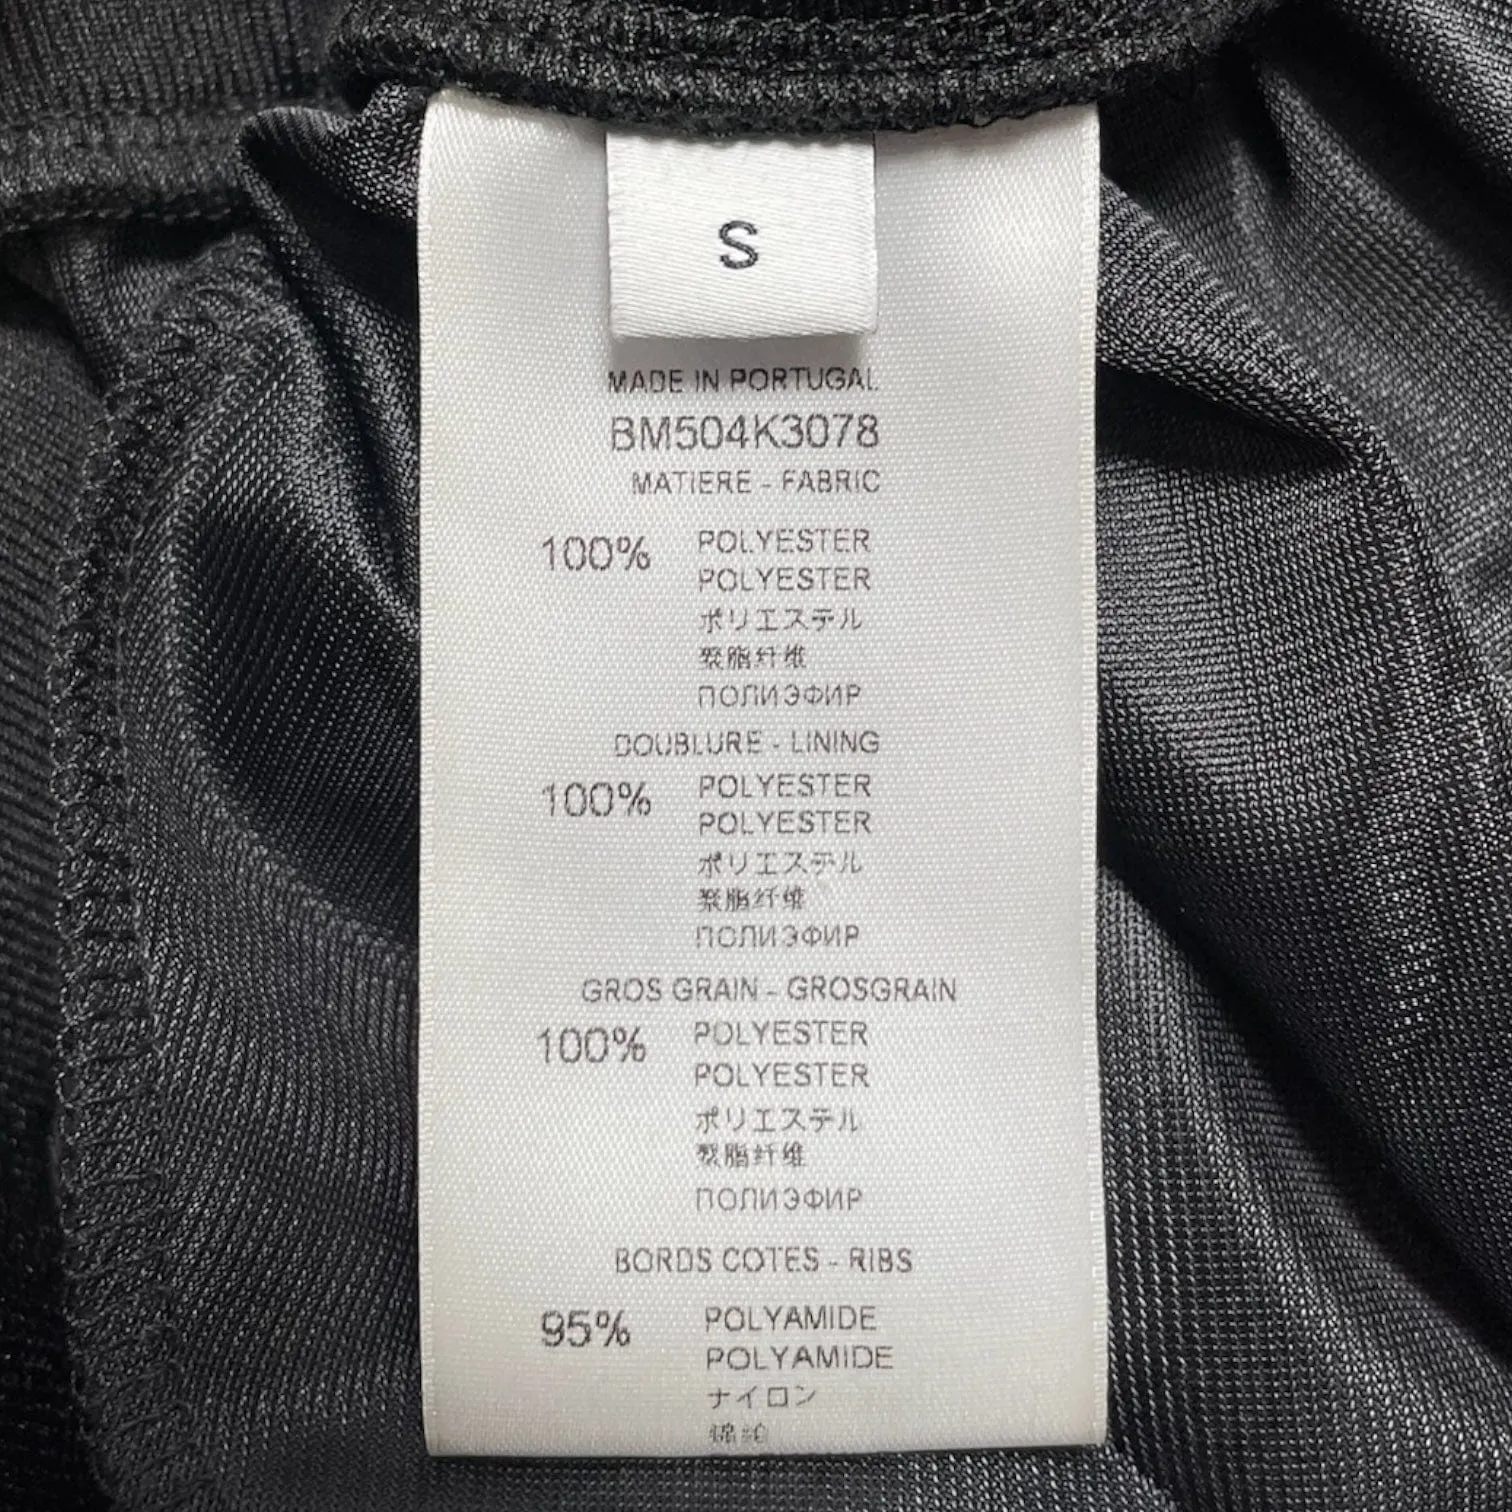 S
MADE IN PORTUGAL
BM504K3078
MATIERE - FABRIC
100% POLYESTER
POLYESTER
ポリエステル
聚脂纤维
ПОЛИЭФИР
DOUBLURE - LINING
100% POLYESTER
POLYESTER
ポリエステル
聚脂纤维
ПОЛИЭФИР
GROS GRAIN - GROSGRAIN
100% POLYESTER
POLYESTER
ポリエステル
聚脂纤维
ПОЛИЭФИР
BORDS COTES - RIBS
95% POLYAMIDE
POLYAMIDE
ナイロン
锦纶